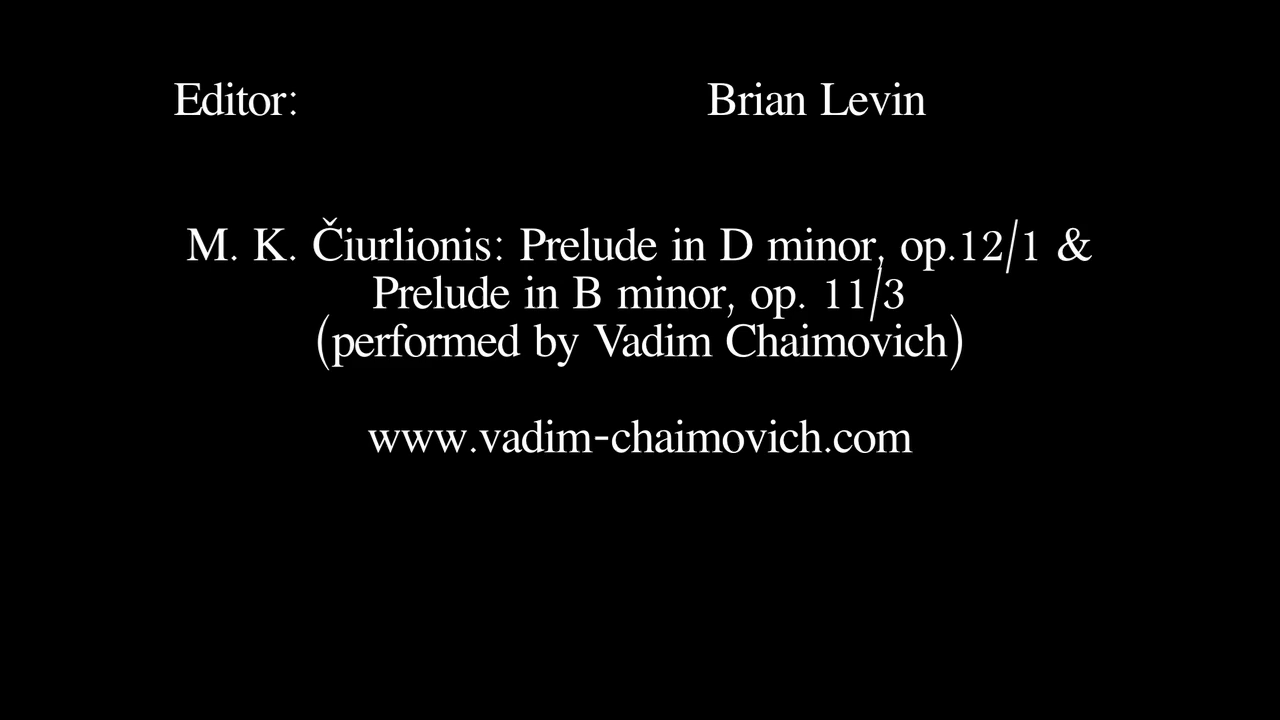 Editor: Brian Levin
M. K. Čiurlionis: Prelude in D minor, op.12/1 &
Prelude in B minor, op. 11/3
(performed by Vadim Chaimovich)
www.vadim-chaimovich.com